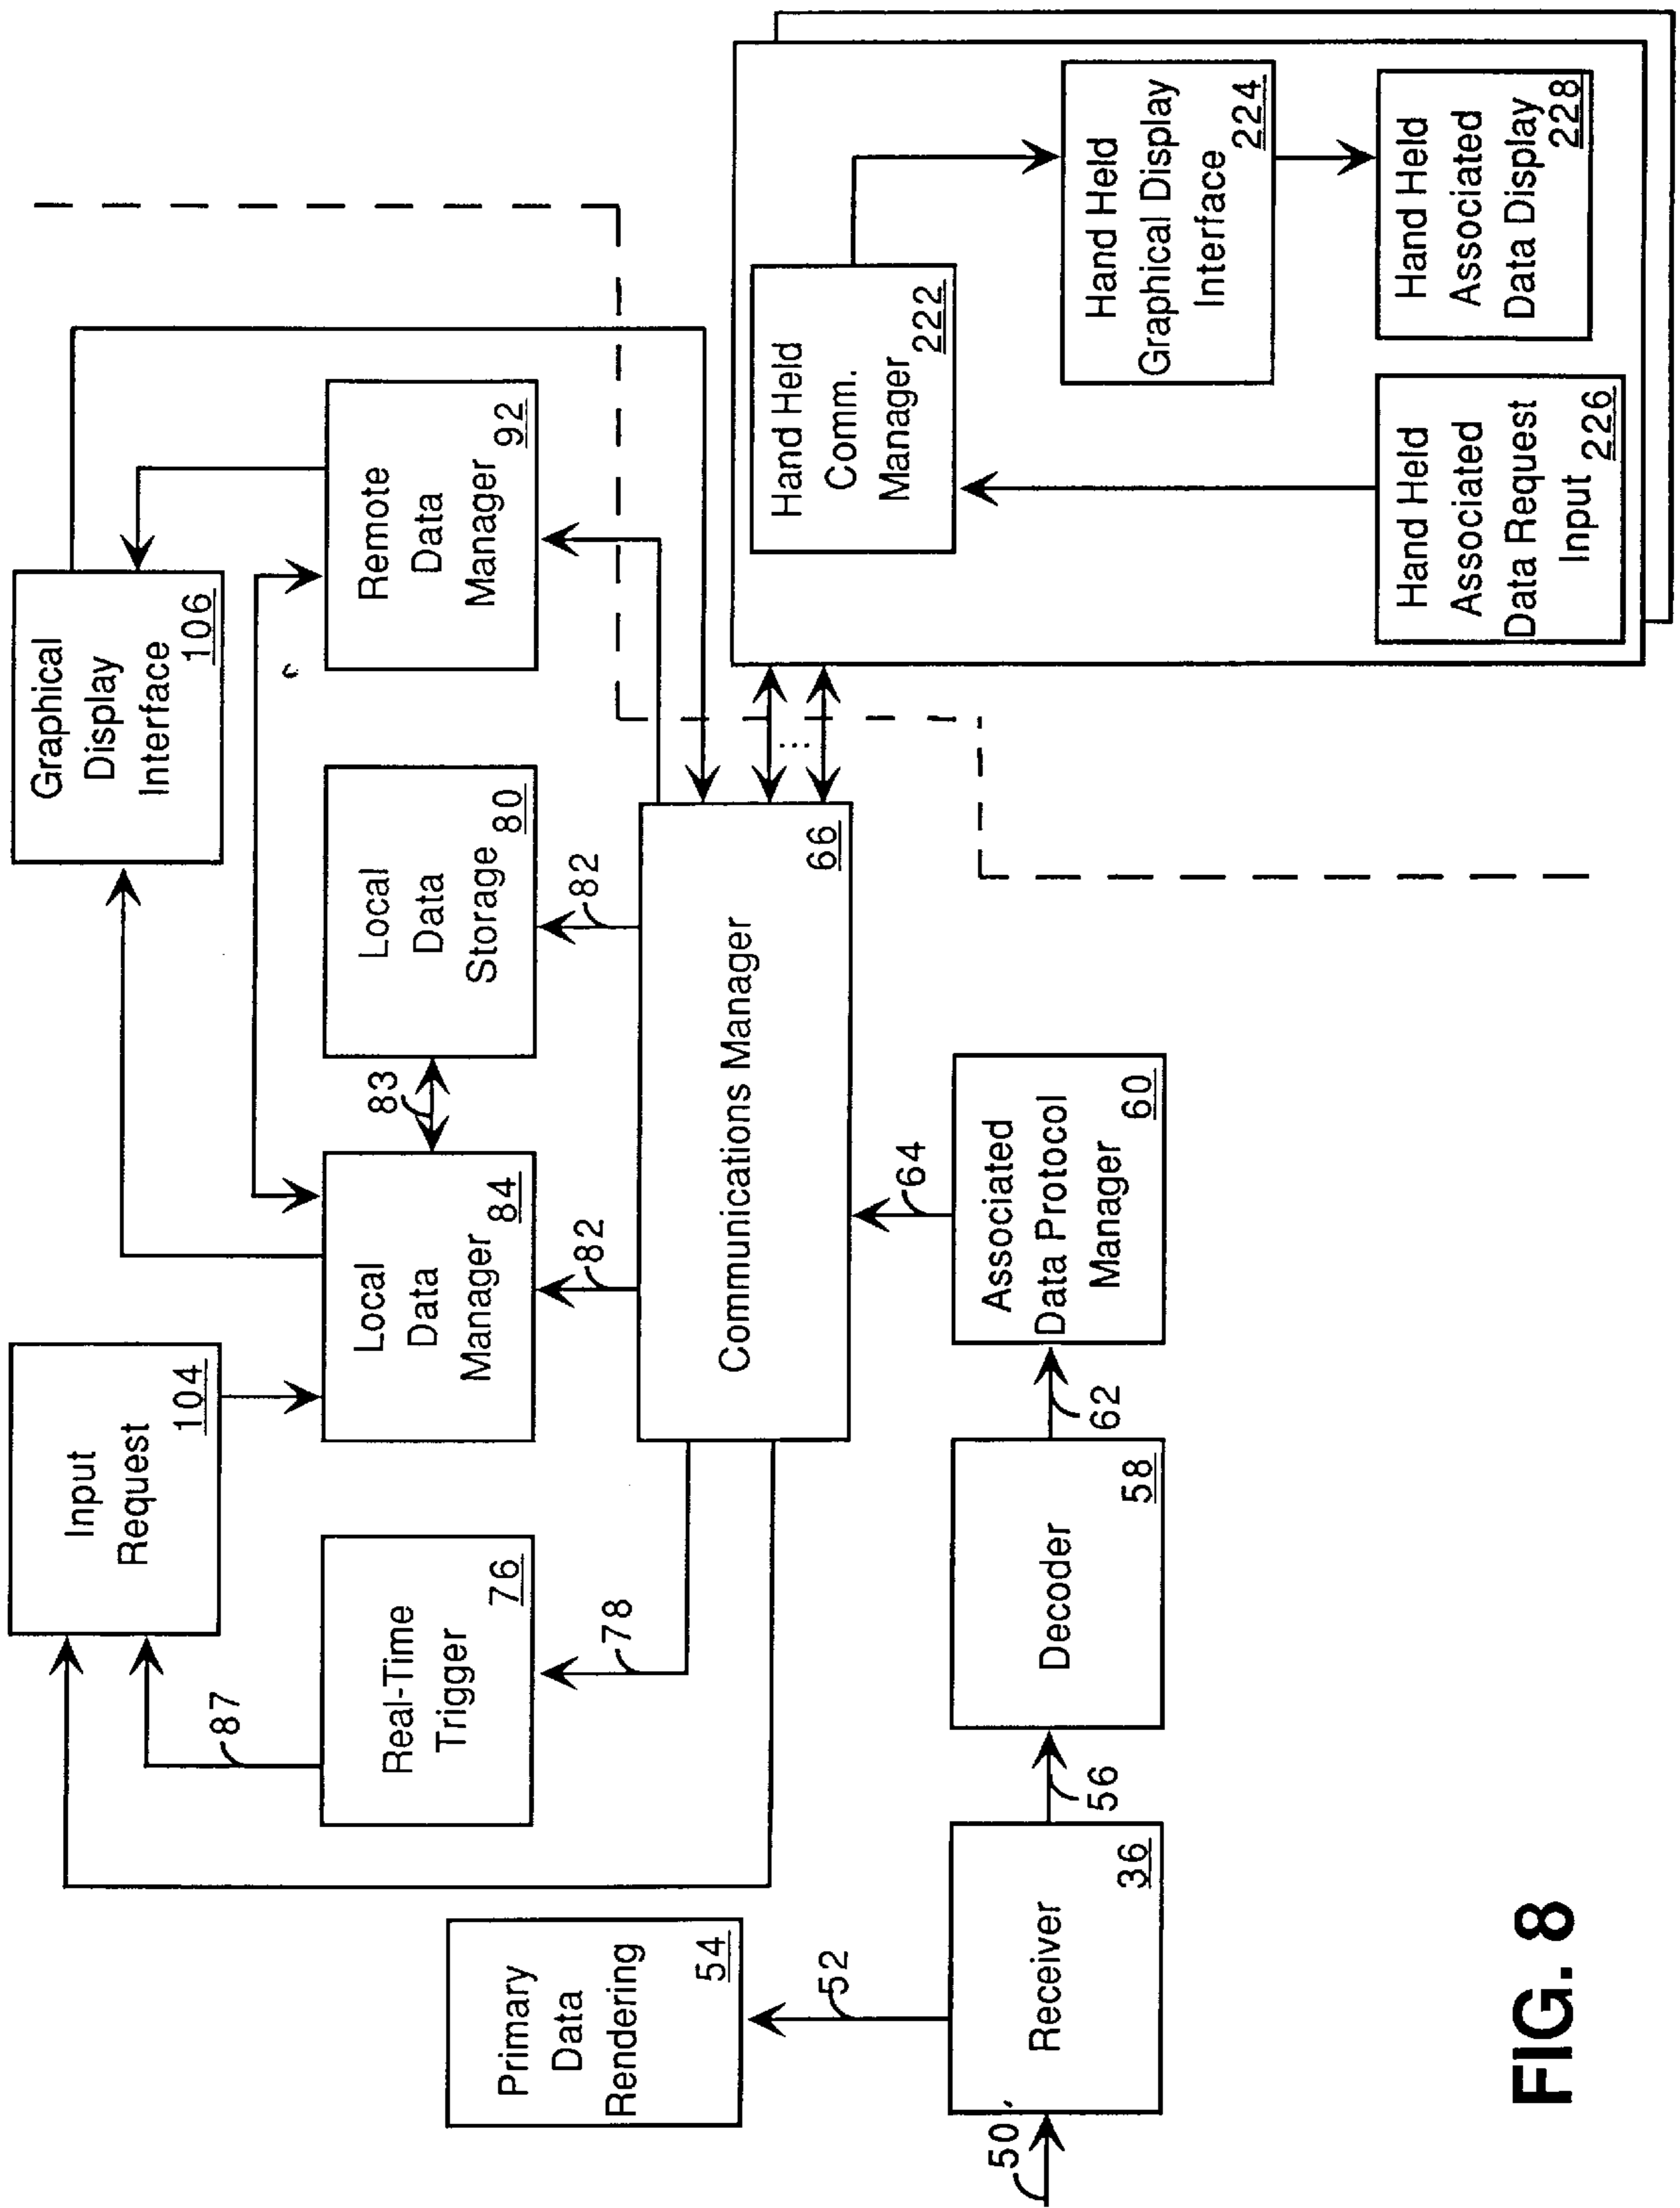 Input
Request
104
Graphical
Display
Interface
106
87
Real-Time
Trigger
76
Local
Data
Manager
84
83
Local
Data
Storage
80
Remote
Data
Manager
92
78
82
82
Primary
Data
Rendering
54
Communications Manager
66
52
64
50'
Receiver
36
56
Decoder
58
62
Associated
Data Protocol
Manager
60
Hand Held
Comm.
Manager
222
Hand Held
Graphical Display
Interface
224
Hand Held
Associated
Data Request
Input
226
Hand Held
Associated
Data Display
228
...
FIG. 8